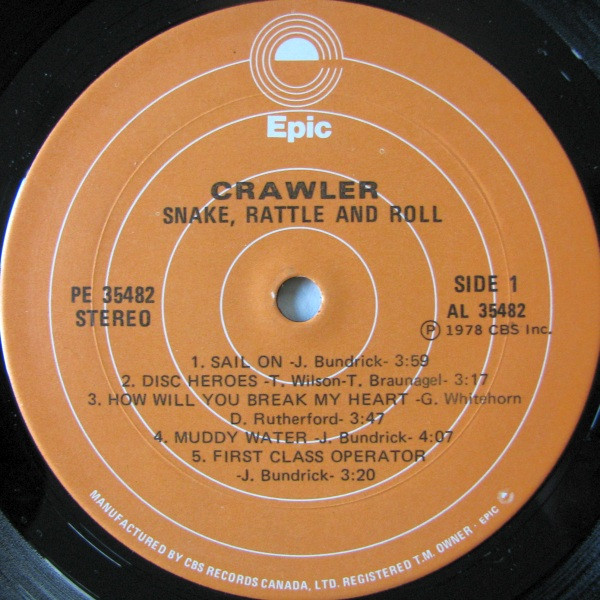 Epic
CRAWLER
SNAKE, RATTLE AND ROLL
PE 35482
STEREO
SIDE 1
AL 35482
Ⓟ 1978 CBS Inc.
1. SAIL ON -J. Bundrick- 3:59
2. DISC HEROES -T. Wilson-T. Braunagel- 3:17
3. HOW WILL YOU BREAK MY HEART -G. Whitehorn
D. Rutherford- 3:47
4. MUDDY WATER -J. Bundrick- 4:07
5. FIRST CLASS OPERATOR
-J. Bundrick- 3:20
MANUFACTURED BY CBS RECORDS CANADA, LTD. REGISTERED T.M. OWNER - EPIC